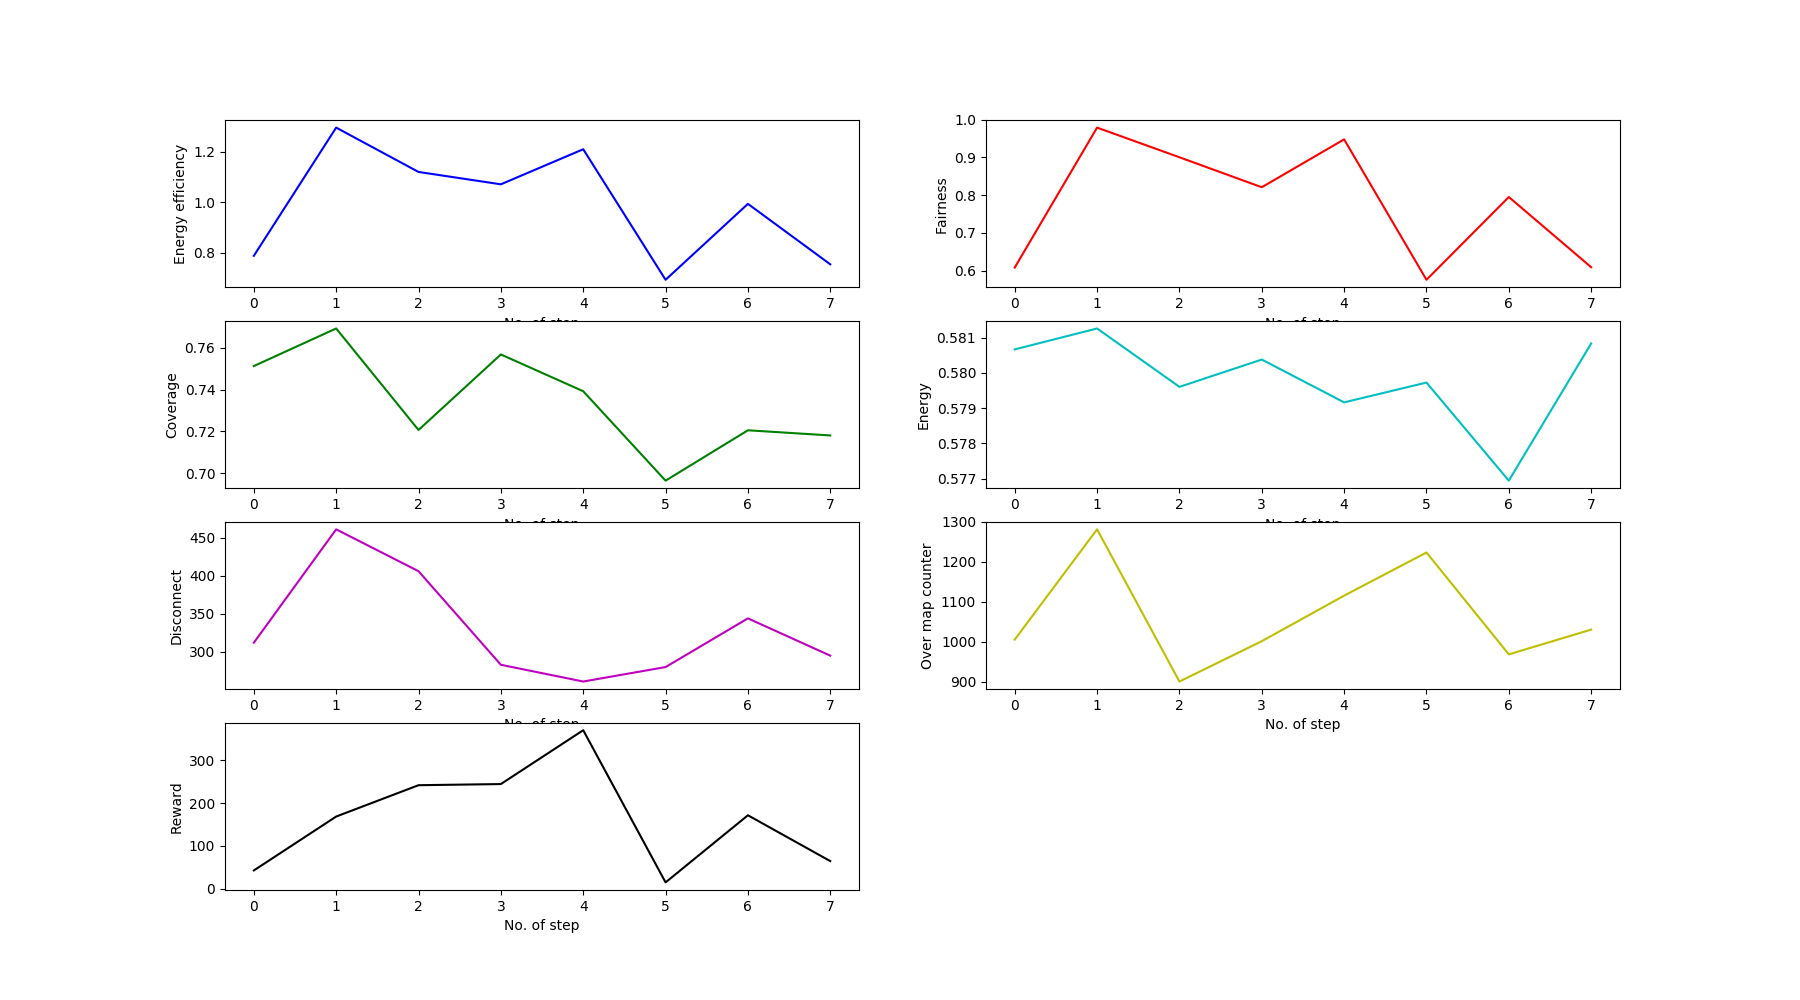 Energy efficiency
1.2
1.0
0.8
0 1 2 3 4 5 6 7
Fairness
1.0
0.9
0.8
0.7
0.6
0 1 2 3 4 5 6 7
Coverage
0.76
0.74
0.72
0.70
0 1 2 3 4 5 6 7
Energy
0.581
0.580
0.579
0.578
0.577
0 1 2 3 4 5 6 7
Disconnect
450
400
350
300
0 1 2 3 4 5 6 7
Over map counter
1300
1200
1100
1000
900
0 1 2 3 4 5 6 7
No. of step
Reward
300
200
100
0
0 1 2 3 4 5 6 7
No. of step